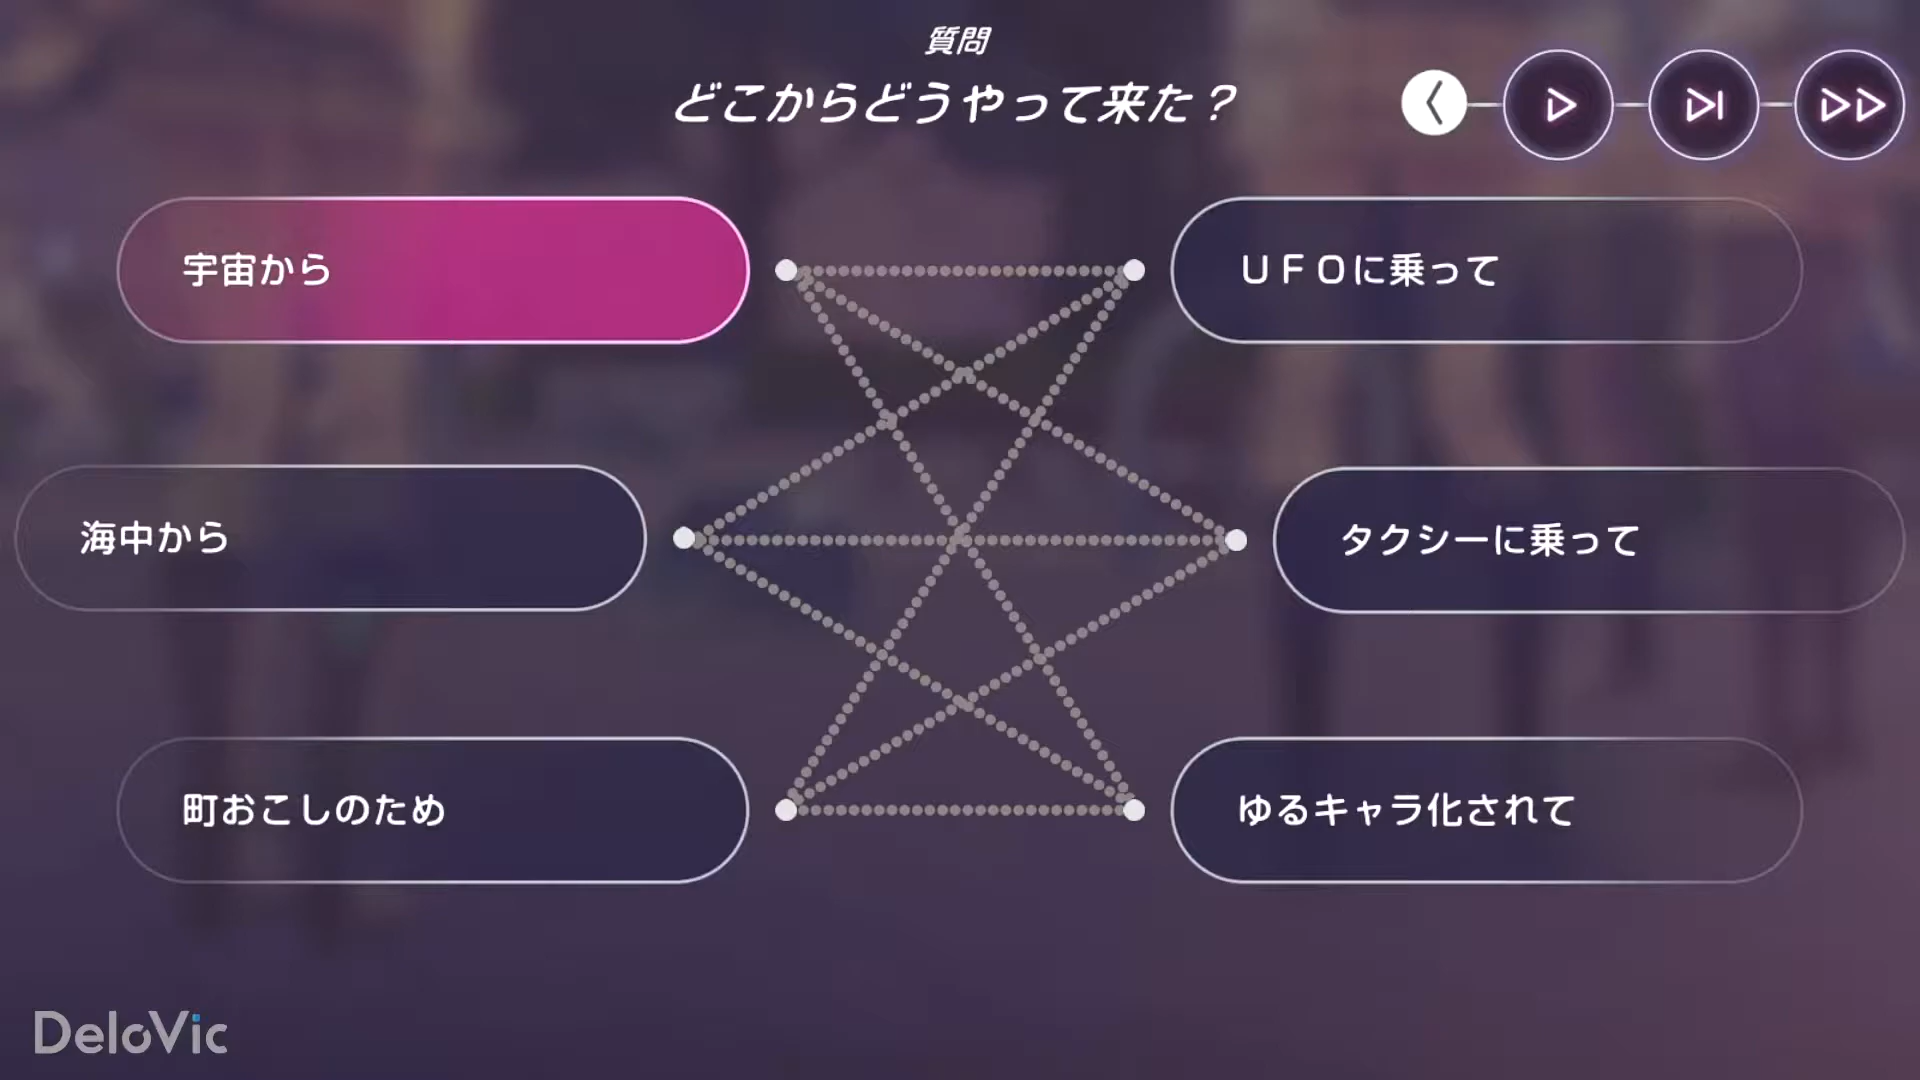 質問
どこからどうやって来た？
宇宙から
ＵＦＯに乗って
海中から
タクシーに乗って
町おこしのため
ゆるキャラ化されて
DeloVic